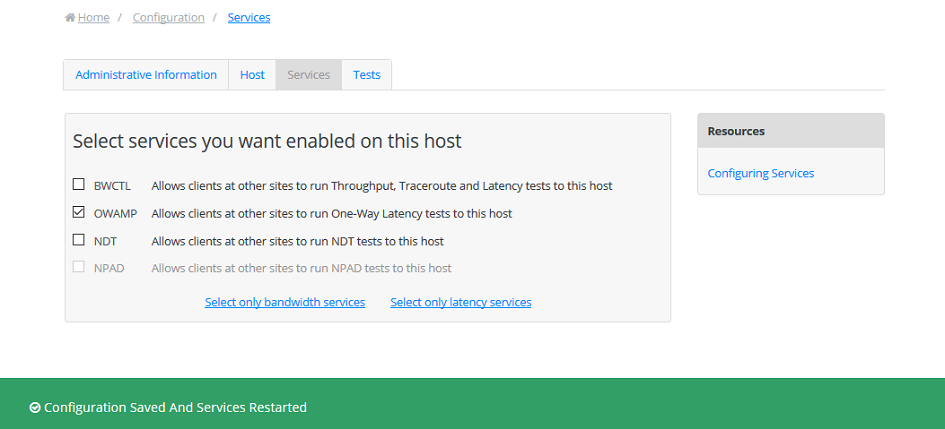 Home / Configuration / Services
Administrative Information Host Services Tests
Select services you want enabled on this host
BWCTL Allows clients at other sites to run Throughput, Traceroute and Latency tests to this host
OWAMP Allows clients at other sites to run One-Way Latency tests to this host
NDT Allows clients at other sites to run NDT tests to this host
NPAD Allows clients at other sites to run NPAD tests to this host
Select only bandwidth services Select only latency services
Resources
Configuring Services
Configuration Saved And Services Restarted